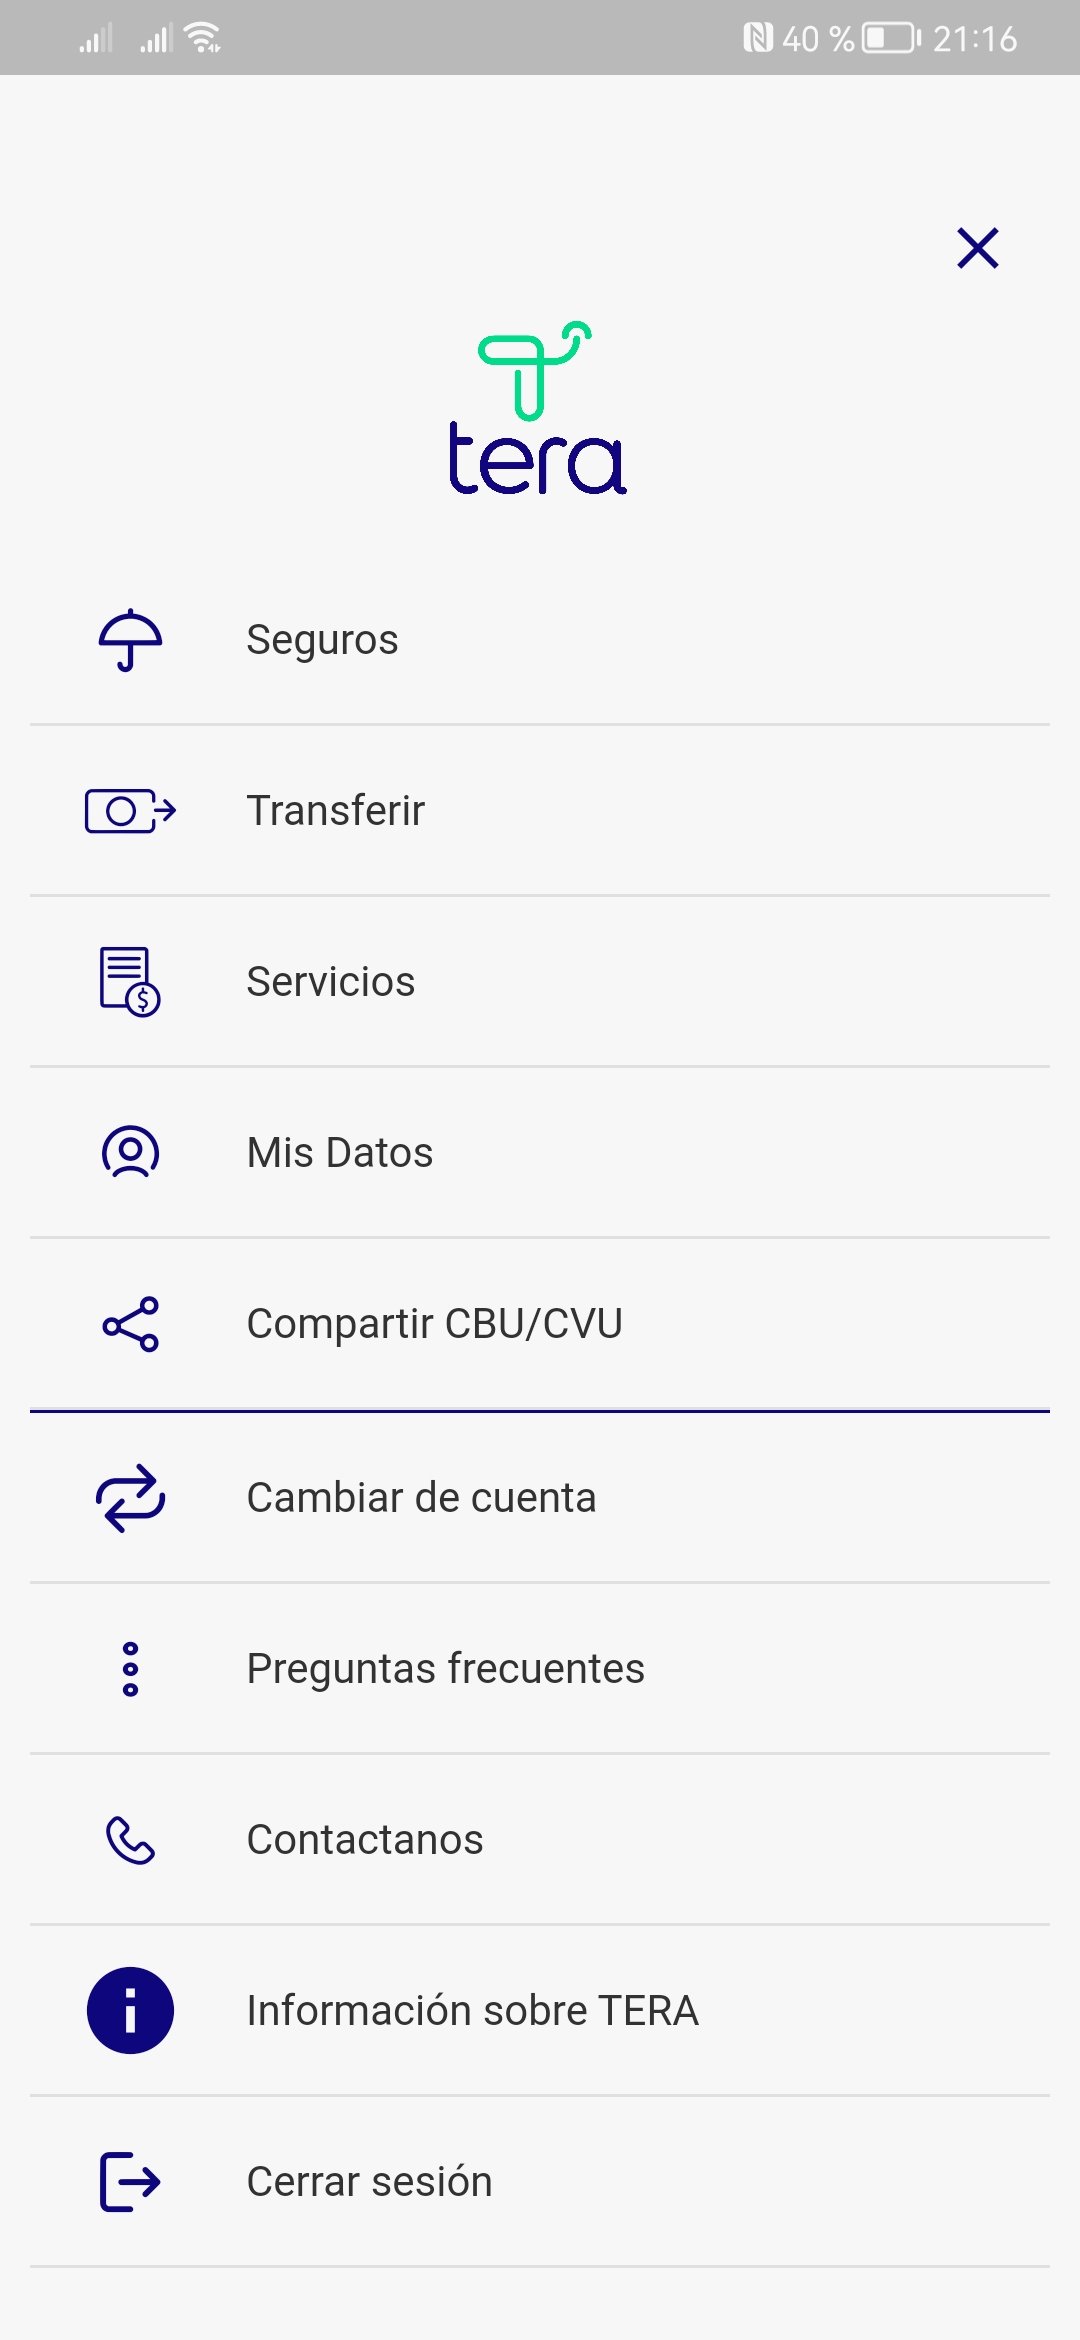 40 % 21:16
tera
Seguros
Transferir
Servicios
Mis Datos
Compartir CBU/CVU
Cambiar de cuenta
Preguntas frecuentes
Contactanos
Información sobre TERA
Cerrar sesión